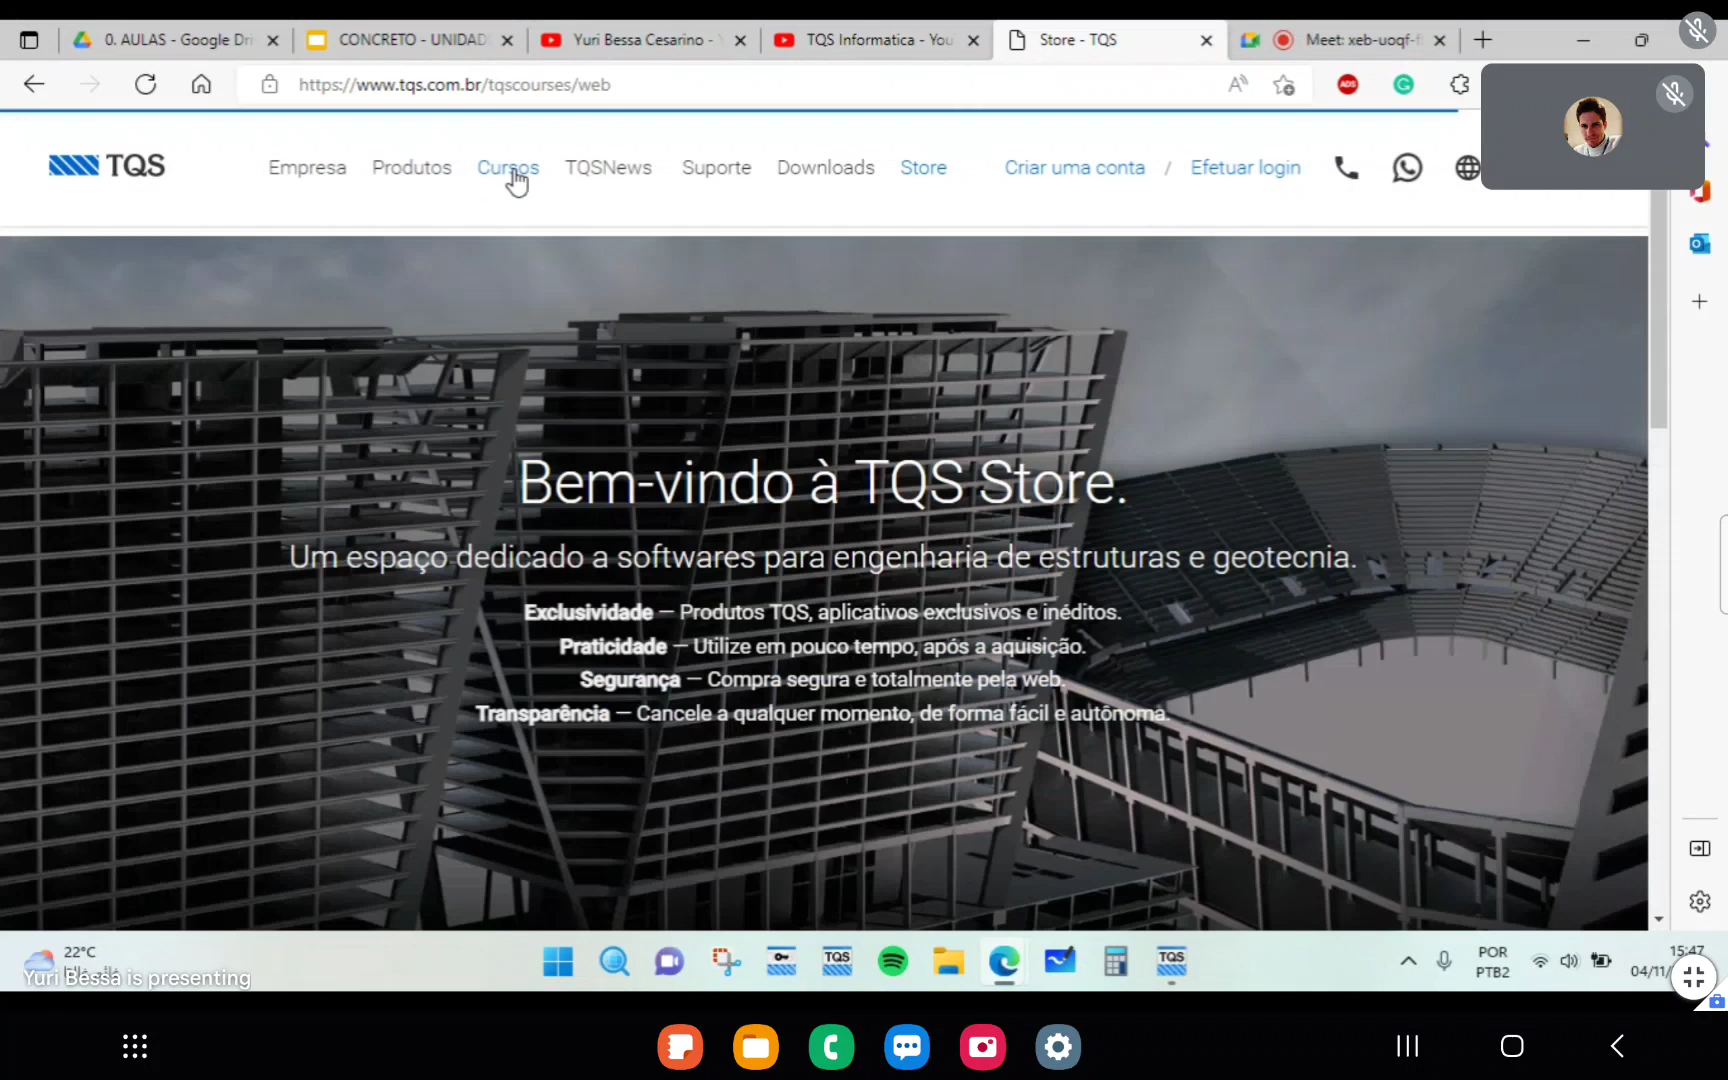 0. AULAS - Google Dri
CONCRETO - UNIDAD
Yuri Bessa Cesarino -
TQS Informatica - You
Store - TQS
Meet: xeb-uoqf-f
https://www.tqs.com.br/tqscourses/web
ADS
TQS
Empresa
Produtos
Cursos
TQSNews
Suporte
Downloads
Store
Criar uma conta / Efetuar login
Bem-vindo à TQS Store.
Um espaço dedicado a softwares para engenharia de estruturas e geotecnia.
Exclusividade — Produtos TQS, aplicativos exclusivos e inéditos.
Praticidade — Utilize em pouco tempo, após a aquisição.
Segurança — Compra segura e totalmente pela web.
Transparência — Cancele a qualquer momento, de forma fácil e autônoma.
22°C
Yuri Bessa is presenting
TQS
TQS
POR
PTB2
15:47
04/11/